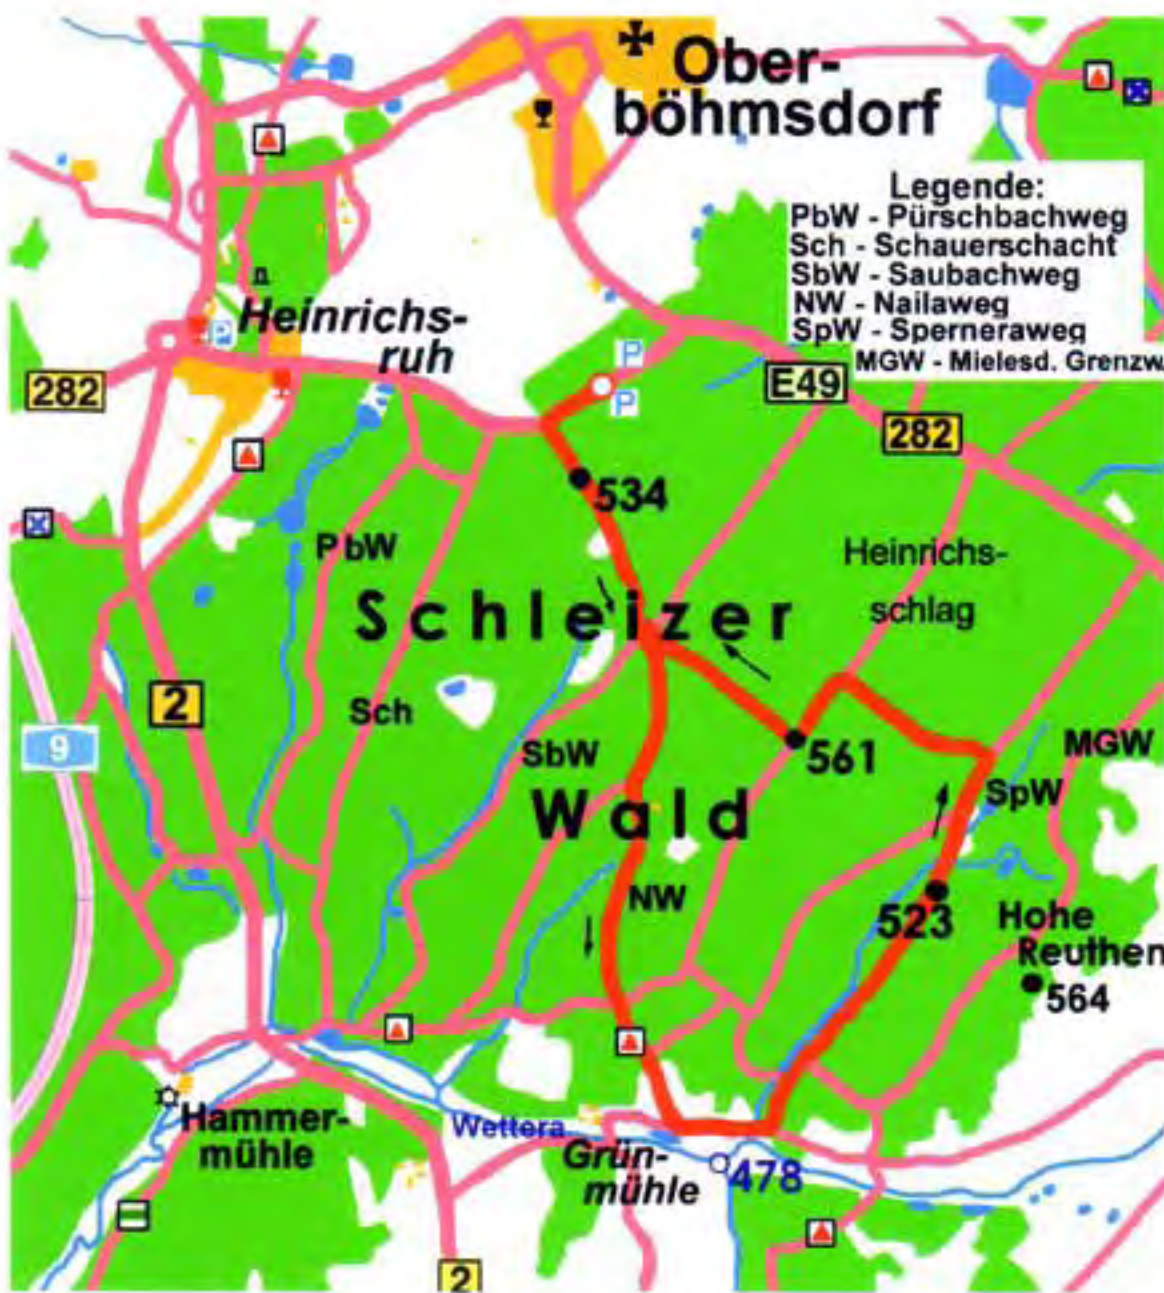 Ober-
böhmsdorf
Legende:
PbW - Pürschbachweg
Sch - Schauerschacht
SbW - Saubachweg
NW - Nailaweg
SpW - Sperneraweg
MGW - Mielesd. Grenzw
Heinrichs-
ruh
P
P
P
282
E49
282
534
PbW
Heinrichs-
schlag
Schleizer
2
Sch
9
SbW
561
MGW
SpW
Wald
NW
523
Hohe
Reuthen
564
Hammer-
mühle
Wettera
Grün-
mühle
478
2